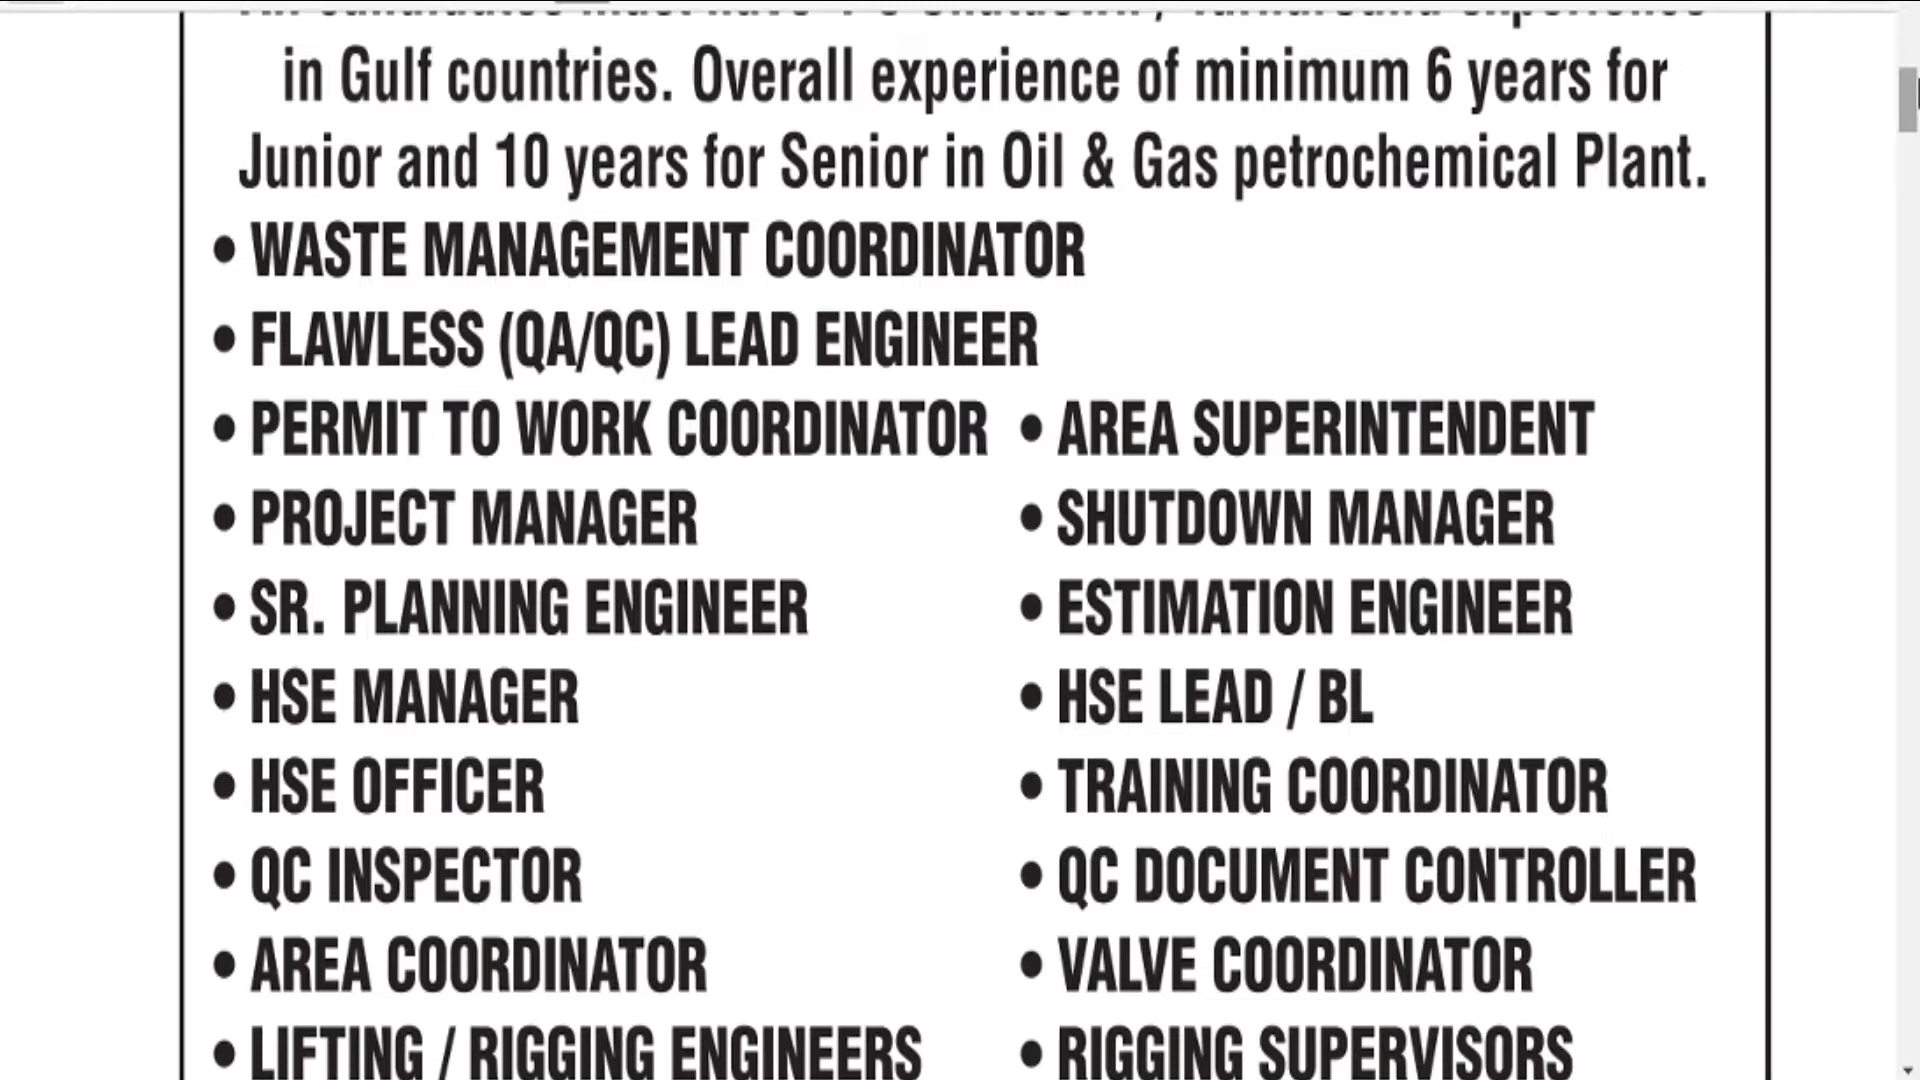 in Gulf countries. Overall experience of minimum 6 years for
Junior and 10 years for Senior in Oil & Gas petrochemical Plant.
• WASTE MANAGEMENT COORDINATOR
• FLAWLESS (QA/QC) LEAD ENGINEER
• PERMIT TO WORK COORDINATOR • AREA SUPERINTENDENT
• PROJECT MANAGER • SHUTDOWN MANAGER
• SR. PLANNING ENGINEER • ESTIMATION ENGINEER
• HSE MANAGER • HSE LEAD / BL
• HSE OFFICER • TRAINING COORDINATOR
• QC INSPECTOR • QC DOCUMENT CONTROLLER
• AREA COORDINATOR • VALVE COORDINATOR
• LIFTING / RIGGING ENGINEERS • RIGGING SUPERVISORS